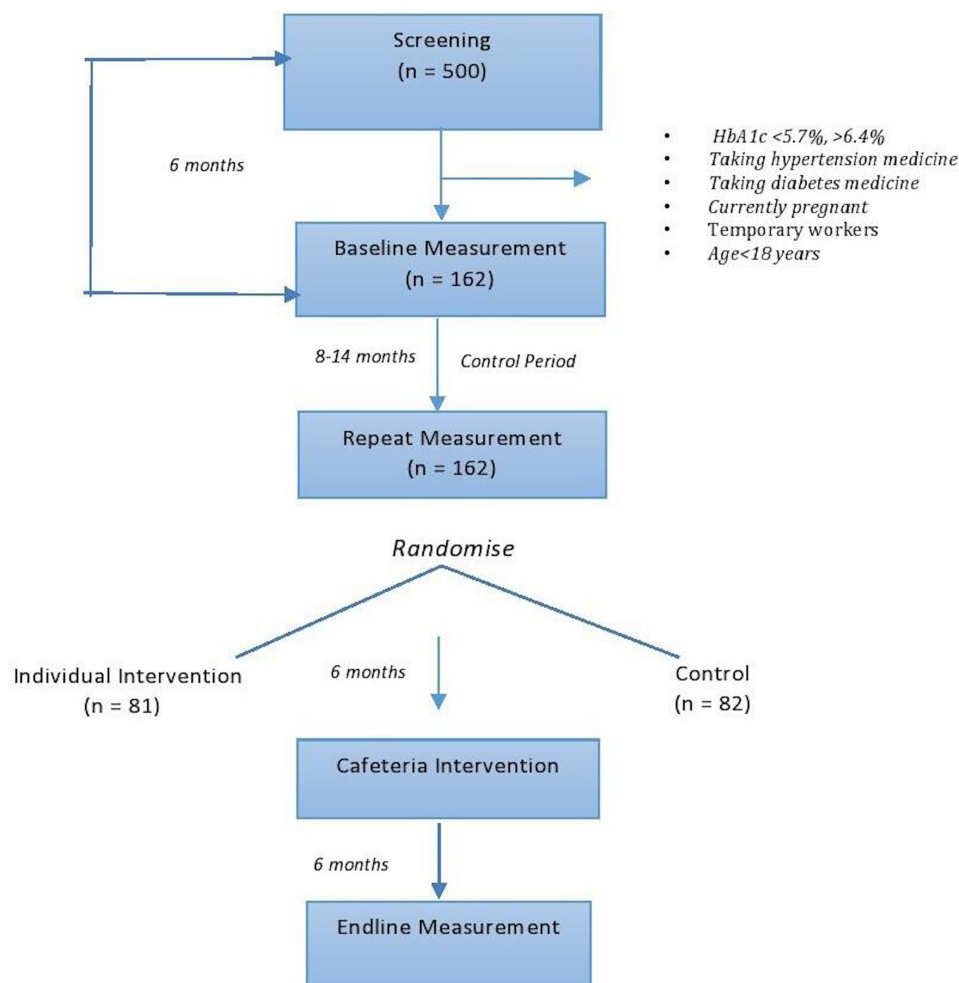 Screening
(n = 500)
6 months
• HbA1c <5.7%, >6.4%
• Taking hypertension medicine
• Taking diabetes medicine
• Currently pregnant
• Temporary workers
• Age<18 years
Baseline Measurement
(n = 162)
8-14 months
Control Period
Repeat Measurement
(n = 162)
Randomise
Individual Intervention
(n = 81)
6 months
Control
(n = 82)
Cafeteria Intervention
6 months
Endline Measurement